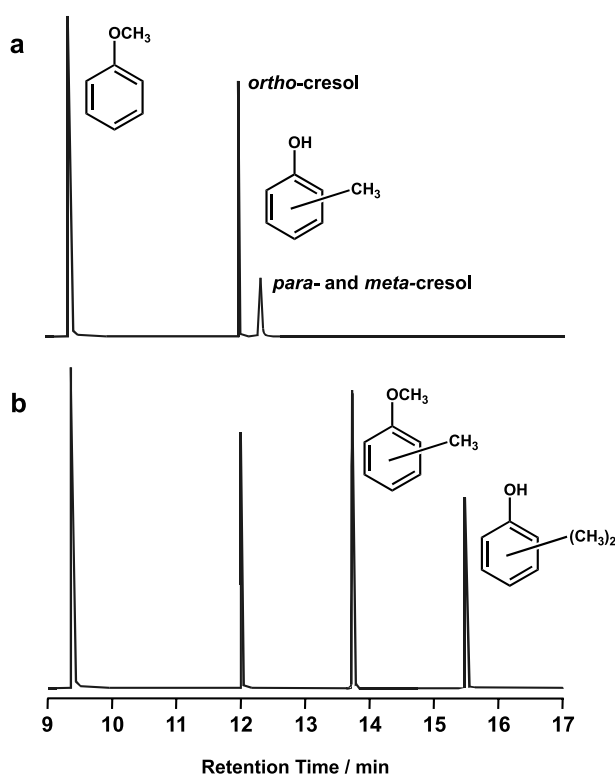 a
OCH₃
ortho-cresol
OH
CH₃
para- and meta-cresol
b
OCH₃
CH₃
OH
(CH₃)₂
9 10 11 12 13 14 15 16 17
Retention Time / min